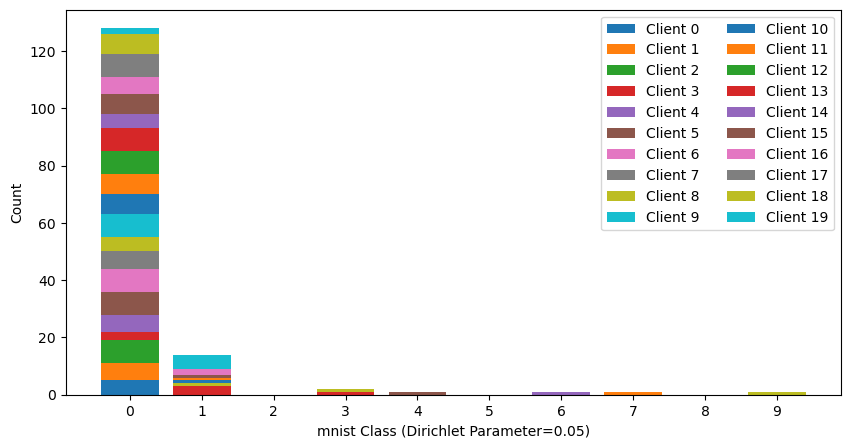 120
100
80
60
40
20
0
Count
0 1 2 3 4 5 6 7 8 9
mnist Class (Dirichlet Parameter=0.05)
Client 0
Client 1
Client 2
Client 3
Client 4
Client 5
Client 6
Client 7
Client 8
Client 9
Client 10
Client 11
Client 12
Client 13
Client 14
Client 15
Client 16
Client 17
Client 18
Client 19